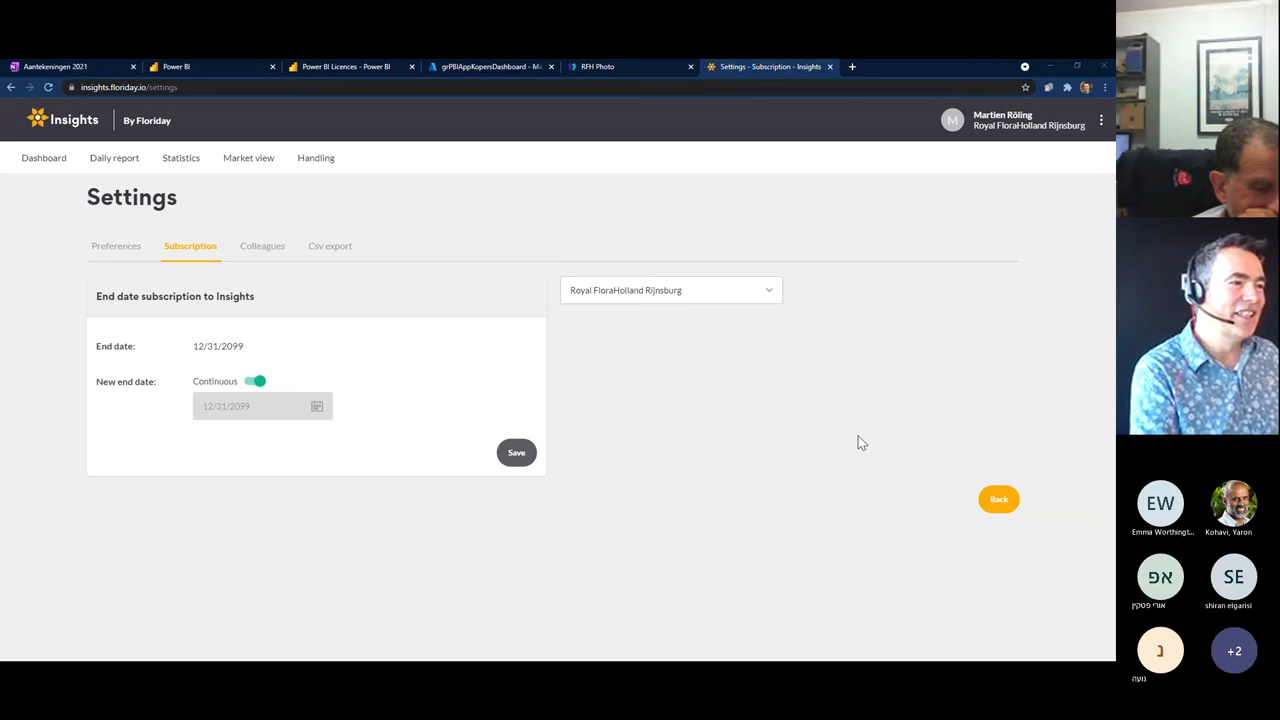 Aantekeningen 2021
Power BI
Power BI Licences - Power BI
grPBIAppKopersDashboard - Mi
RFH Photo
Settings - Subscription - Insights
insights.floriday.io/settings
Insights
By Floriday
M
Martien Röling
Royal FloraHolland Rijnsburg
Dashboard
Daily report
Statistics
Market view
Handling
Settings
Preferences
Subscription
Colleagues
Csv export
End date subscription to Insights
Royal FloraHolland Rijnsburg
End date:
12/31/2099
New end date:
Continuous
12/31/2099
Save
Back
EW
Emma Worthingt...
Kohavi, Yaron
אפ
SE
אורי פטקין
shiran elgarisi
נ
+2
נועה